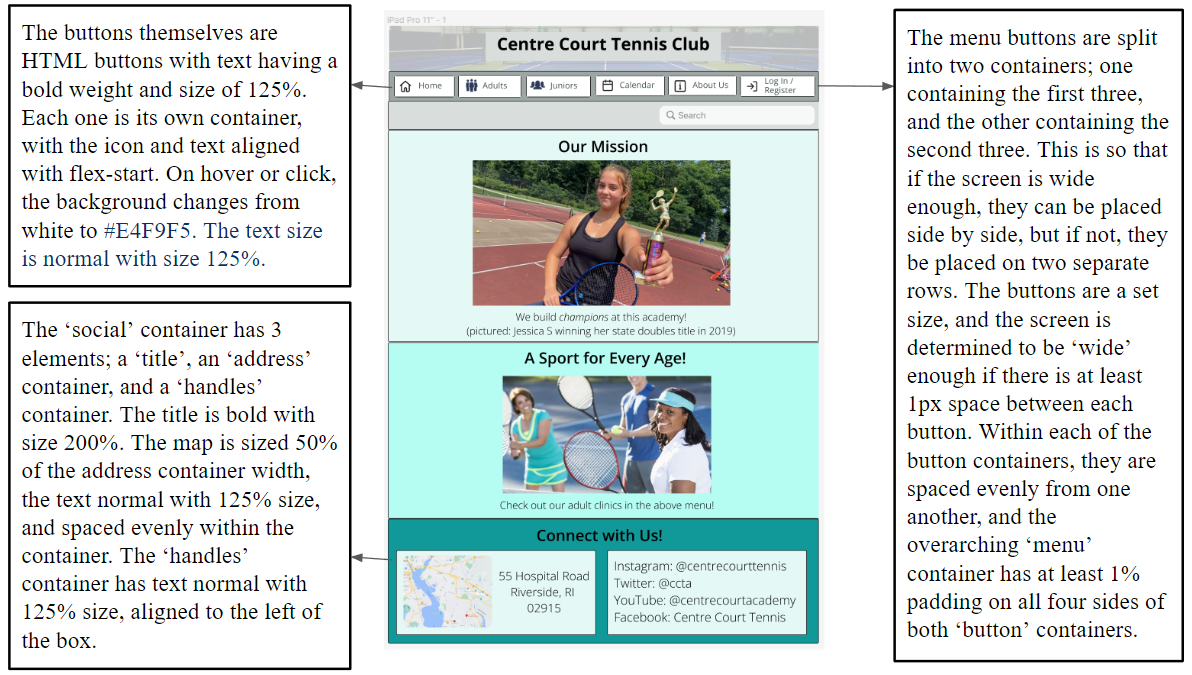 The buttons themselves are
HTML buttons with text having a
bold weight and size of 125%.
Each one is its own container,
with the icon and text aligned
with flex-start. On hover or click,
the background changes from
white to #E4F9F5. The text size
is normal with size 125%.
The ‘social’ container has 3
elements; a ‘title’, an ‘address’
container, and a ‘handles’
container. The title is bold with
size 200%. The map is sized 50%
of the address container width,
the text normal with 125% size,
and spaced evenly within the
container. The ‘handles’
container has text normal with
125% size, aligned to the left of
the box.
iPad Pro 11" - 1
Centre Court Tennis Club
Home
Adults
Juniors
Calendar
About Us
Log In /
Register
Search
Our Mission
We build champions at this academy!
(pictured: Jessica S winning her state doubles title in 2019)
A Sport for Every Age!
Check out our adult clinics in the above menu!
Connect with Us!
55 Hospital Road
Riverside, RI
02915
Instagram: @centrecourttennis
Twitter: @ccta
YouTube: @centrecourtacademy
Facebook: Centre Court Tennis
The menu buttons are split
into two containers; one
containing the first three,
and the other containing the
second three. This is so that
if the screen is wide
enough, they can be placed
side by side, but if not, they
be placed on two separate
rows. The buttons are a set
size, and the screen is
determined to be ‘wide’
enough if there is at least
1px space between each
button. Within each of the
button containers, they are
spaced evenly from one
another, and the
overarching ‘menu’
container has at least 1%
padding on all four sides of
both ‘button’ containers.